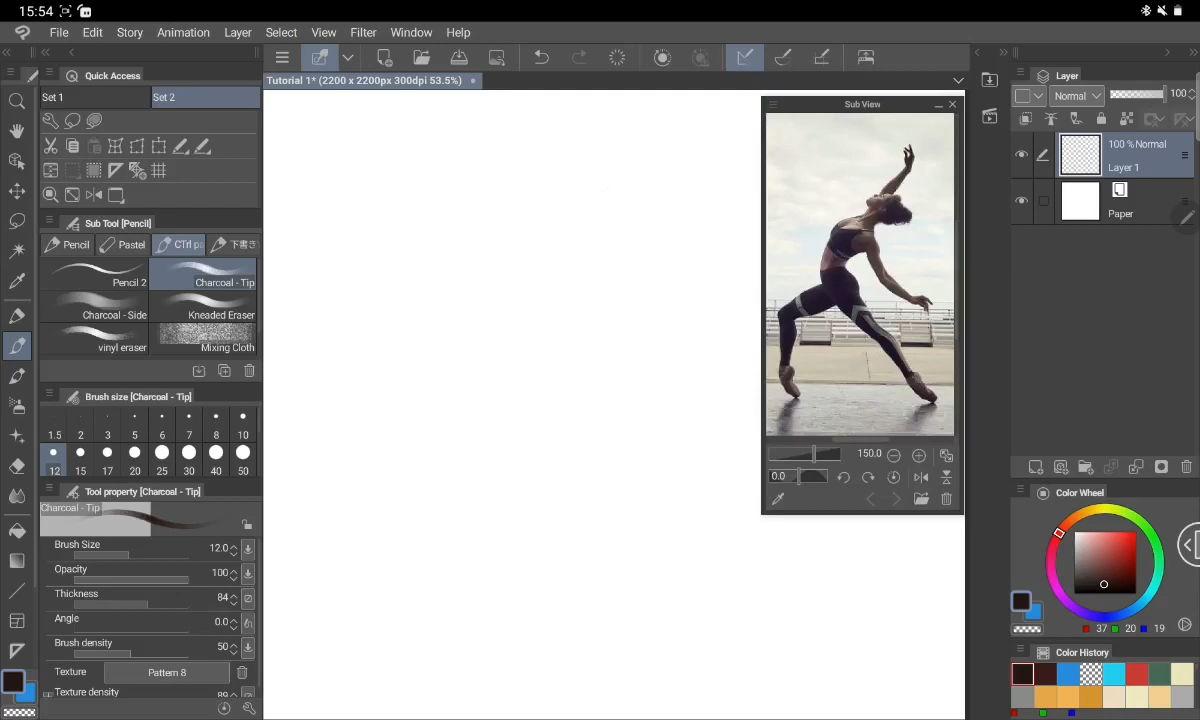 15:54
File Edit Story Animation Layer Select View Filter Window Help
Quick Access
Set 1 Set 2
Sub Tool [Pencil]
Pencil Pastel CTrl p 下書き
Pencil 2 Charcoal - Tip
Charcoal - Side Kneaded Eraser
vinyl eraser Mixing Cloth
Brush size [Charcoal - Tip]
1.5 2 3 5 6 7 8 10
12 15 17 20 25 30 40 50
Tool property [Charcoal - Tip]
Charcoal - Tip
Brush Size 12.0
Opacity 100
Thickness 84
Angle 0.0
Brush density 50
Texture Pattern 8
Texture density 89
Tutorial 1* (2200 x 2200px 300dpi 53.5%)
Sub View
150.0
0.0
Layer
Normal 100
100 % Normal
Layer 1
Paper
Color Wheel
37 20 19
Color History